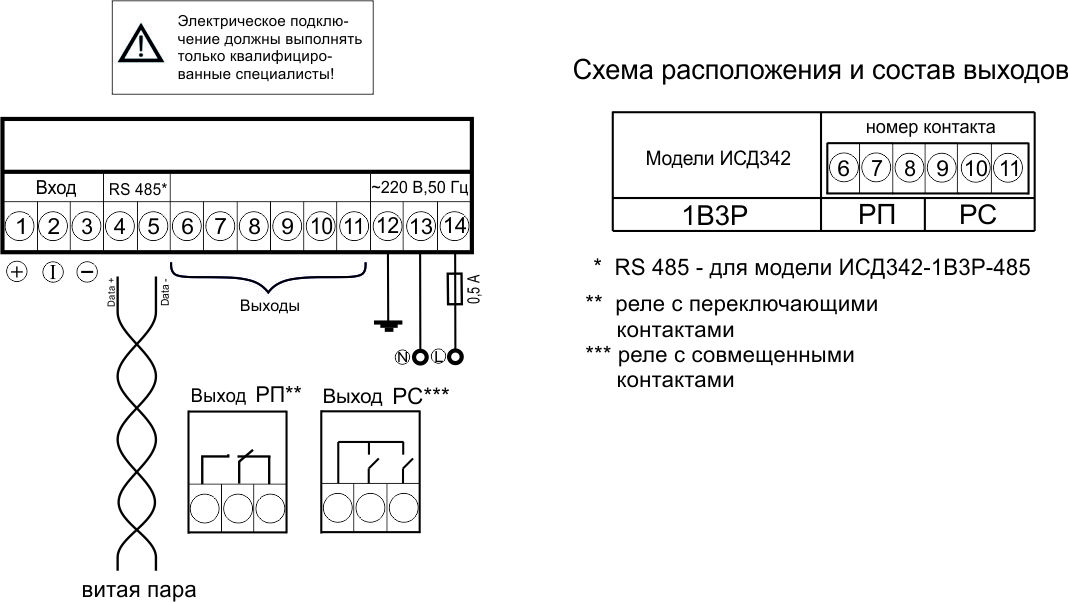 Электрическое подклю-
чение должны выполнять
только квалифициро-
ванные специалисты!
Схема расположения и состав выходов
номер контакта
Модели ИСД342
6 7 8 9 10 11
1В3Р РП РС
Вход RS 485* ~220 В,50 Гц
1 2 3 4 5 6 7 8 9 10 11 12 13 14
+ I −
Data +
Data -
Выходы
0,5 А
N L
* RS 485 - для модели ИСД342-1В3Р-485
** реле с переключающими
контактами
*** реле с совмещенными
контактами
Выход РП**
Выход РС***
витая пара